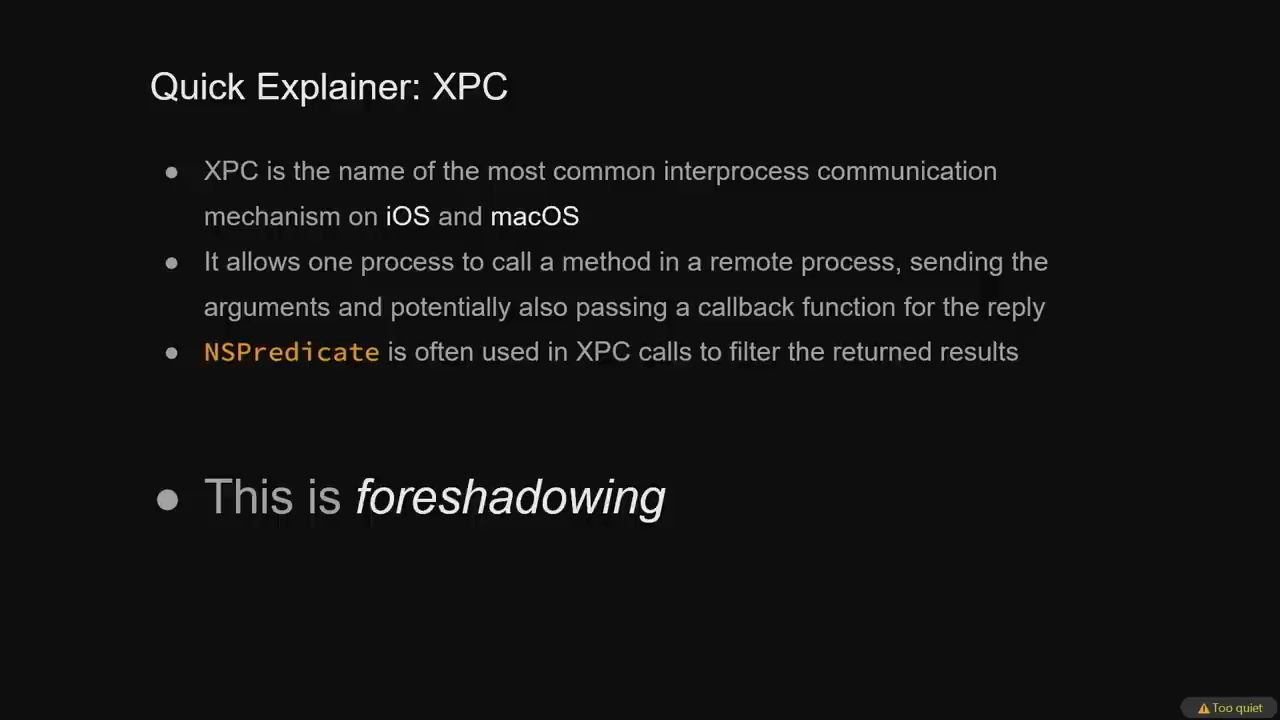 Quick Explainer: XPC
● XPC is the name of the most common interprocess communication
mechanism on iOS and macOS
● It allows one process to call a method in a remote process, sending the
arguments and potentially also passing a callback function for the reply
● NSPredicate is often used in XPC calls to filter the returned results
● This is foreshadowing
⚠ Too quiet